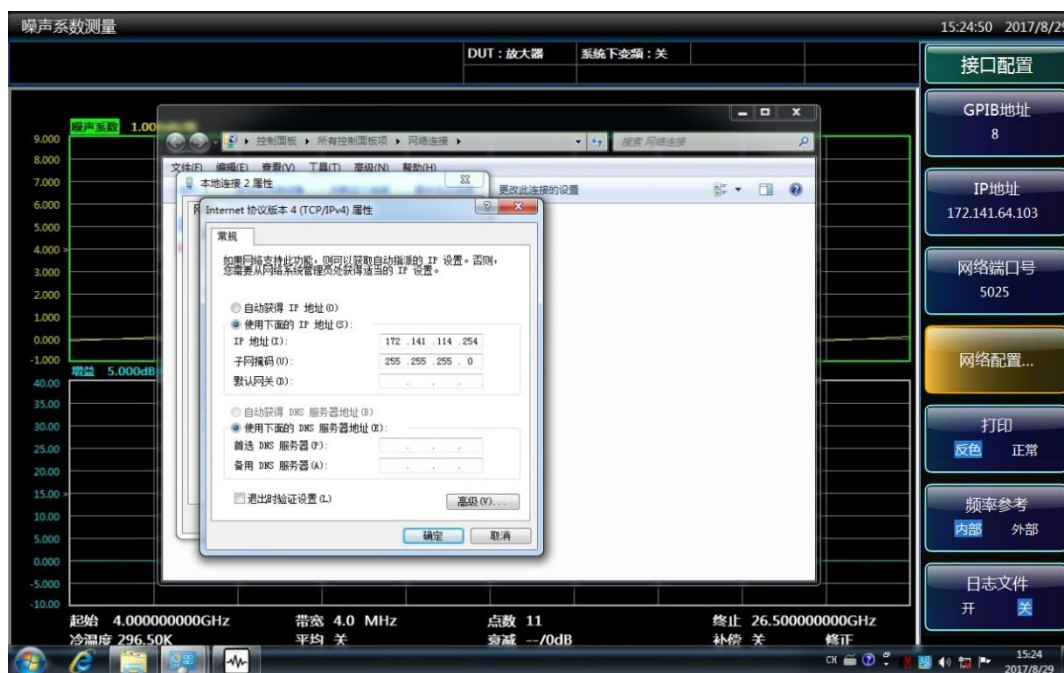 噪声系数测量
15:24:50 2017/8/29
DUT：放大器 系统下变频：关
接口配置
GPIB地址
8
IP地址
172.141.64.103
网络端口号
5025
网络配置...
打印
反色 正常
频率参考
内部 外部
日志文件
开 关
噪声系数 1.00
9.000
8.000
7.000
6.000
5.000
4.000 >
3.000
2.000
1.000
0.000
-1.000
增益 5.000dB
40.00
35.00
30.00
25.00
20.00
15.00 >
10.00
5.000
0.000
-5.000
-10.00
控制面板 ▸ 所有控制面板项 ▸ 网络连接 ▸
搜索 网络连接
文件(F) 编辑(E) 查看(V) 工具(T) 高级(N) 帮助(H)
更改此连接的设置
本地连接 2 属性
Internet 协议版本 4 (TCP/IPv4) 属性
常规
如果网络支持此功能，则可以获取自动指派的 IP 设置。否则，
您需要从网络系统管理员处获得适当的 IP 设置。
自动获得 IP 地址(O)
使用下面的 IP 地址(S):
IP 地址(I): 172 .141 .114 .254
子网掩码(U): 255 .255 .255 . 0
默认网关(D): . . .
自动获得 DNS 服务器地址(B)
使用下面的 DNS 服务器地址(E):
首选 DNS 服务器(P): . . .
备用 DNS 服务器(A): . . .
退出时验证设置(L)
高级(V)...
确定 取消
起始 4.000000000GHz 带宽 4.0 MHz 点数 11 终止 26.500000000GHz
冷温度 296.50K 平均 关 衰减 --/0dB 补偿 关 修正
CH
15:24
2017/8/29